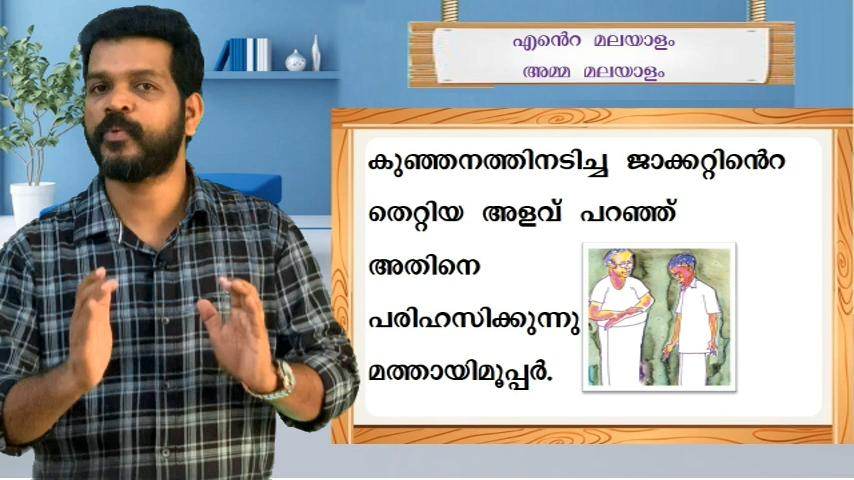 എന്റെ മലയാളം
അമ്മ മലയാളം
കുഞ്ഞനത്തിനടിച്ച ജാക്കറ്റിന്റെ
തെറ്റിയ അളവ് പറഞ്ഞ്
അതിനെ
പരിഹസിക്കുന്നു
മത്തായിമൂപ്പർ.